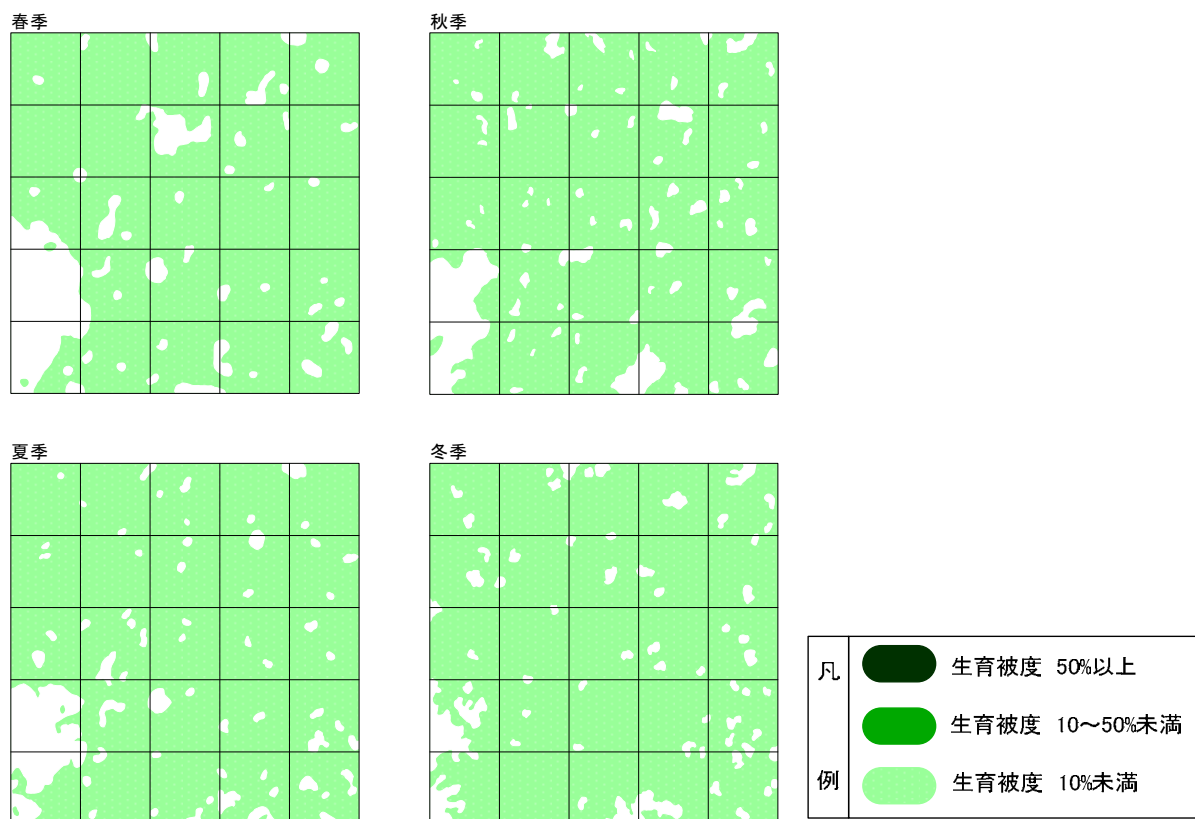 春季
秋季
夏季
冬季
凡例
生育被度 50%以上
生育被度 10～50%未満
生育被度 10%未満